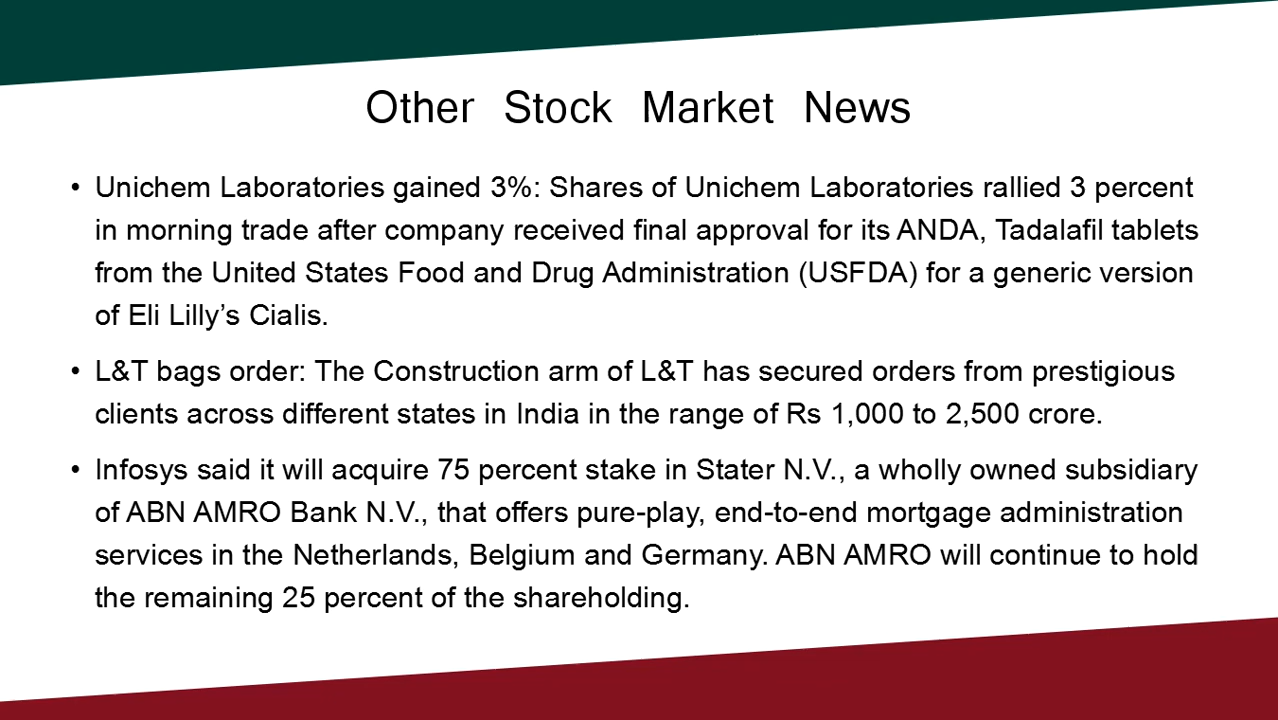 Other Stock Market News
• Unichem Laboratories gained 3%: Shares of Unichem Laboratories rallied 3 percent
in morning trade after company received final approval for its ANDA, Tadalafil tablets
from the United States Food and Drug Administration (USFDA) for a generic version
of Eli Lilly’s Cialis.
• L&T bags order: The Construction arm of L&T has secured orders from prestigious
clients across different states in India in the range of Rs 1,000 to 2,500 crore.
• Infosys said it will acquire 75 percent stake in Stater N.V., a wholly owned subsidiary
of ABN AMRO Bank N.V., that offers pure-play, end-to-end mortgage administration
services in the Netherlands, Belgium and Germany. ABN AMRO will continue to hold
the remaining 25 percent of the shareholding.